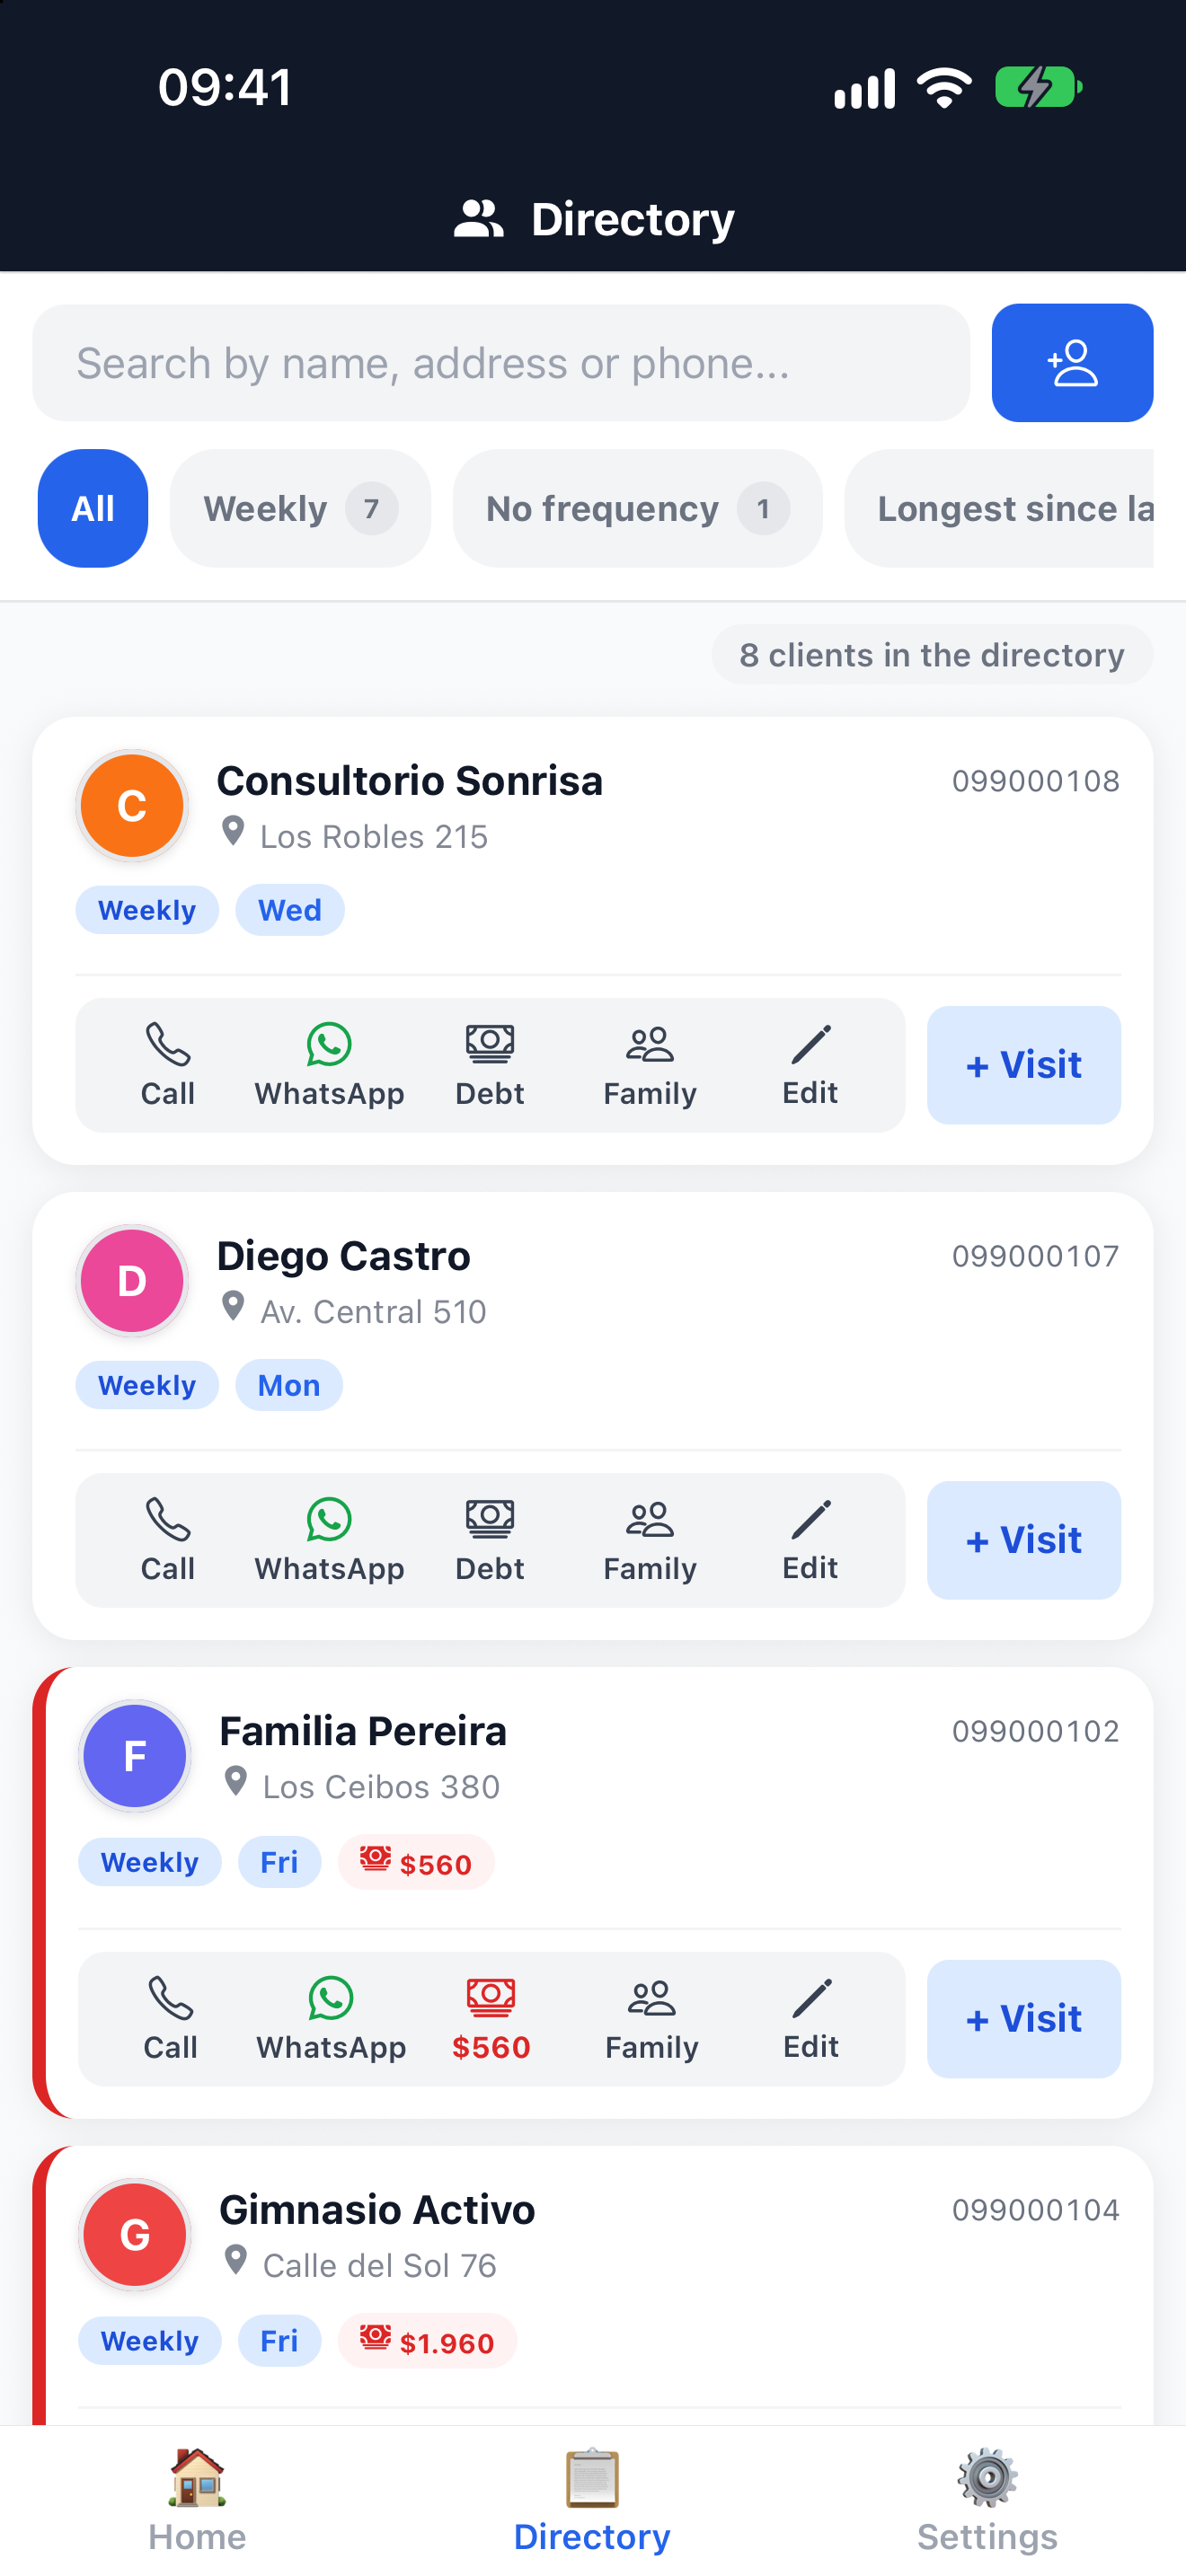 09:41
Directory
Search by name, address or phone...
All
Weekly 7
No frequency 1
Longest since la
8 clients in the directory
C
Consultorio Sonrisa
099000108
Los Robles 215
Weekly Wed
Call WhatsApp Debt Family Edit
+ Visit
D
Diego Castro
099000107
Av. Central 510
Weekly Mon
Call WhatsApp Debt Family Edit
+ Visit
F
Familia Pereira
099000102
Los Ceibos 380
Weekly Fri $560
Call WhatsApp $560 Family Edit
+ Visit
G
Gimnasio Activo
099000104
Calle del Sol 76
Weekly Fri $1.960
Home Directory Settings